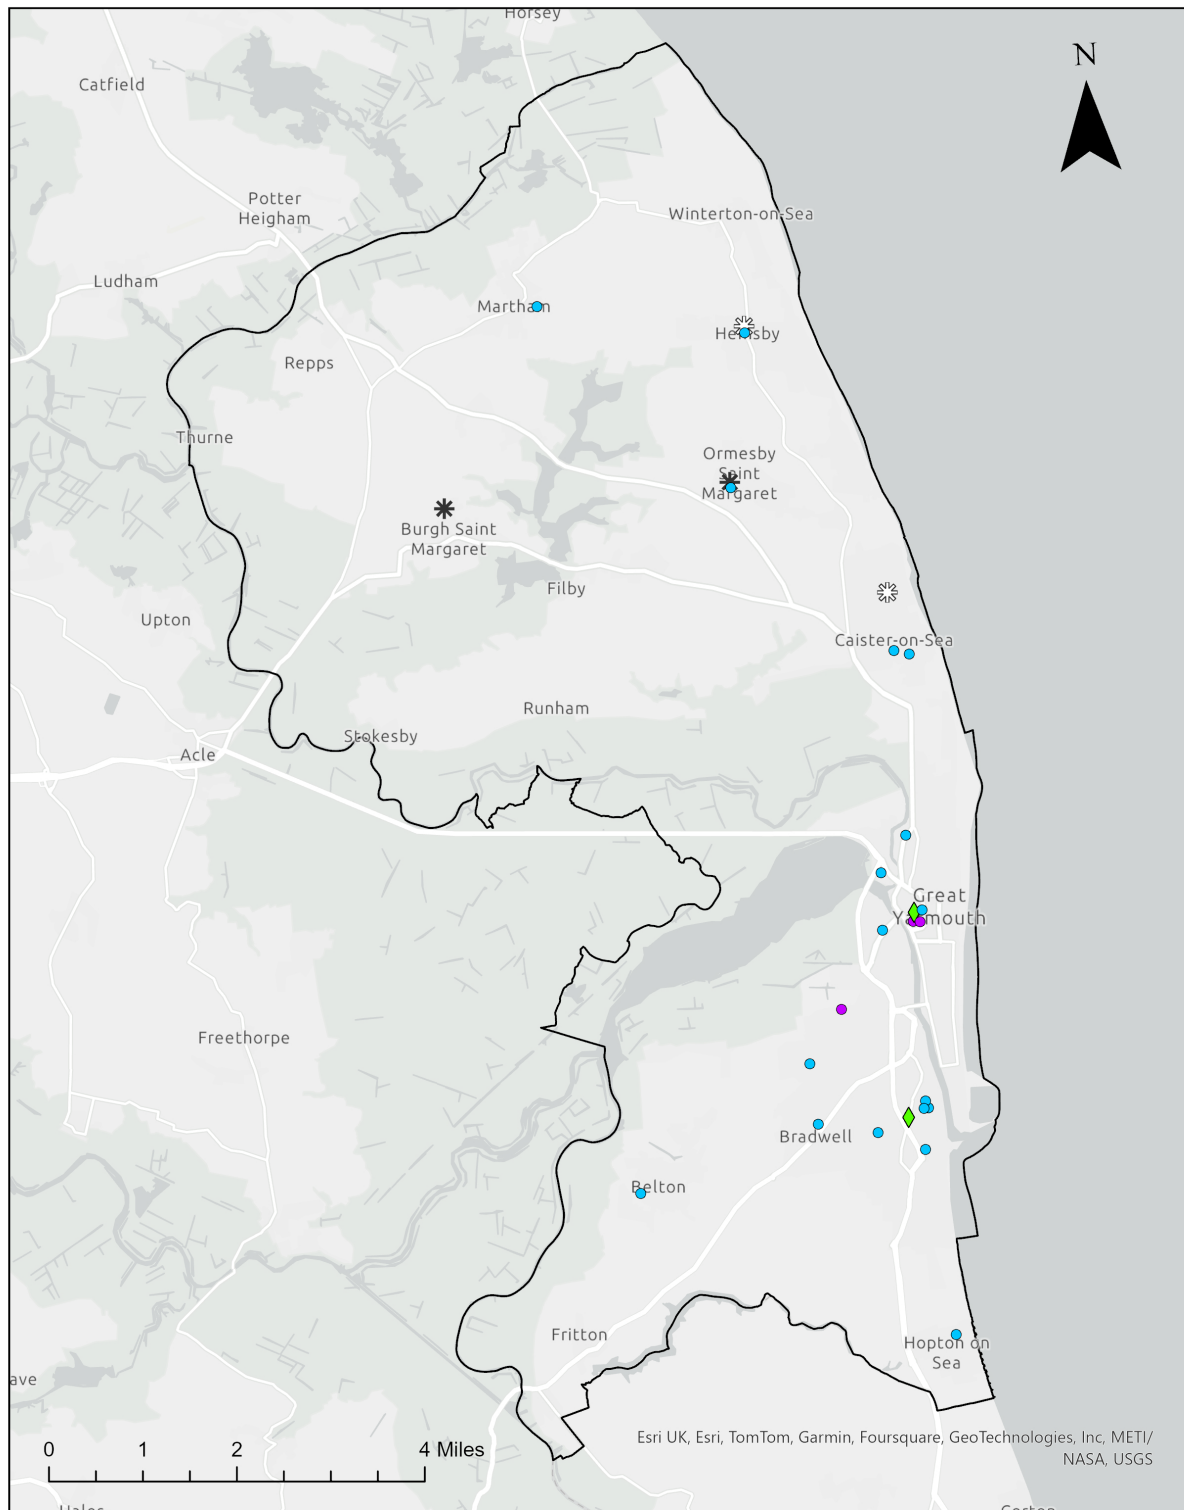 Horsey
N
Catfield
Potter
Heigham
Winterton-on-Sea
Ludham
Martham
Hemsby
Repps
Thurne
Ormesby
Saint
Margaret
Burgh Saint
Margaret
Filby
Upton
Caister-on-Sea
Runham
Stokesby
Acle
Great
Yarmouth
Freethorpe
Bradwell
Belton
Fritton
Hopton on
Sea
ave
0 1 2 4 Miles
Esri UK, Esri, TomTom, Garmin, Foursquare, GeoTechnologies, Inc, METI/
NASA, USGS